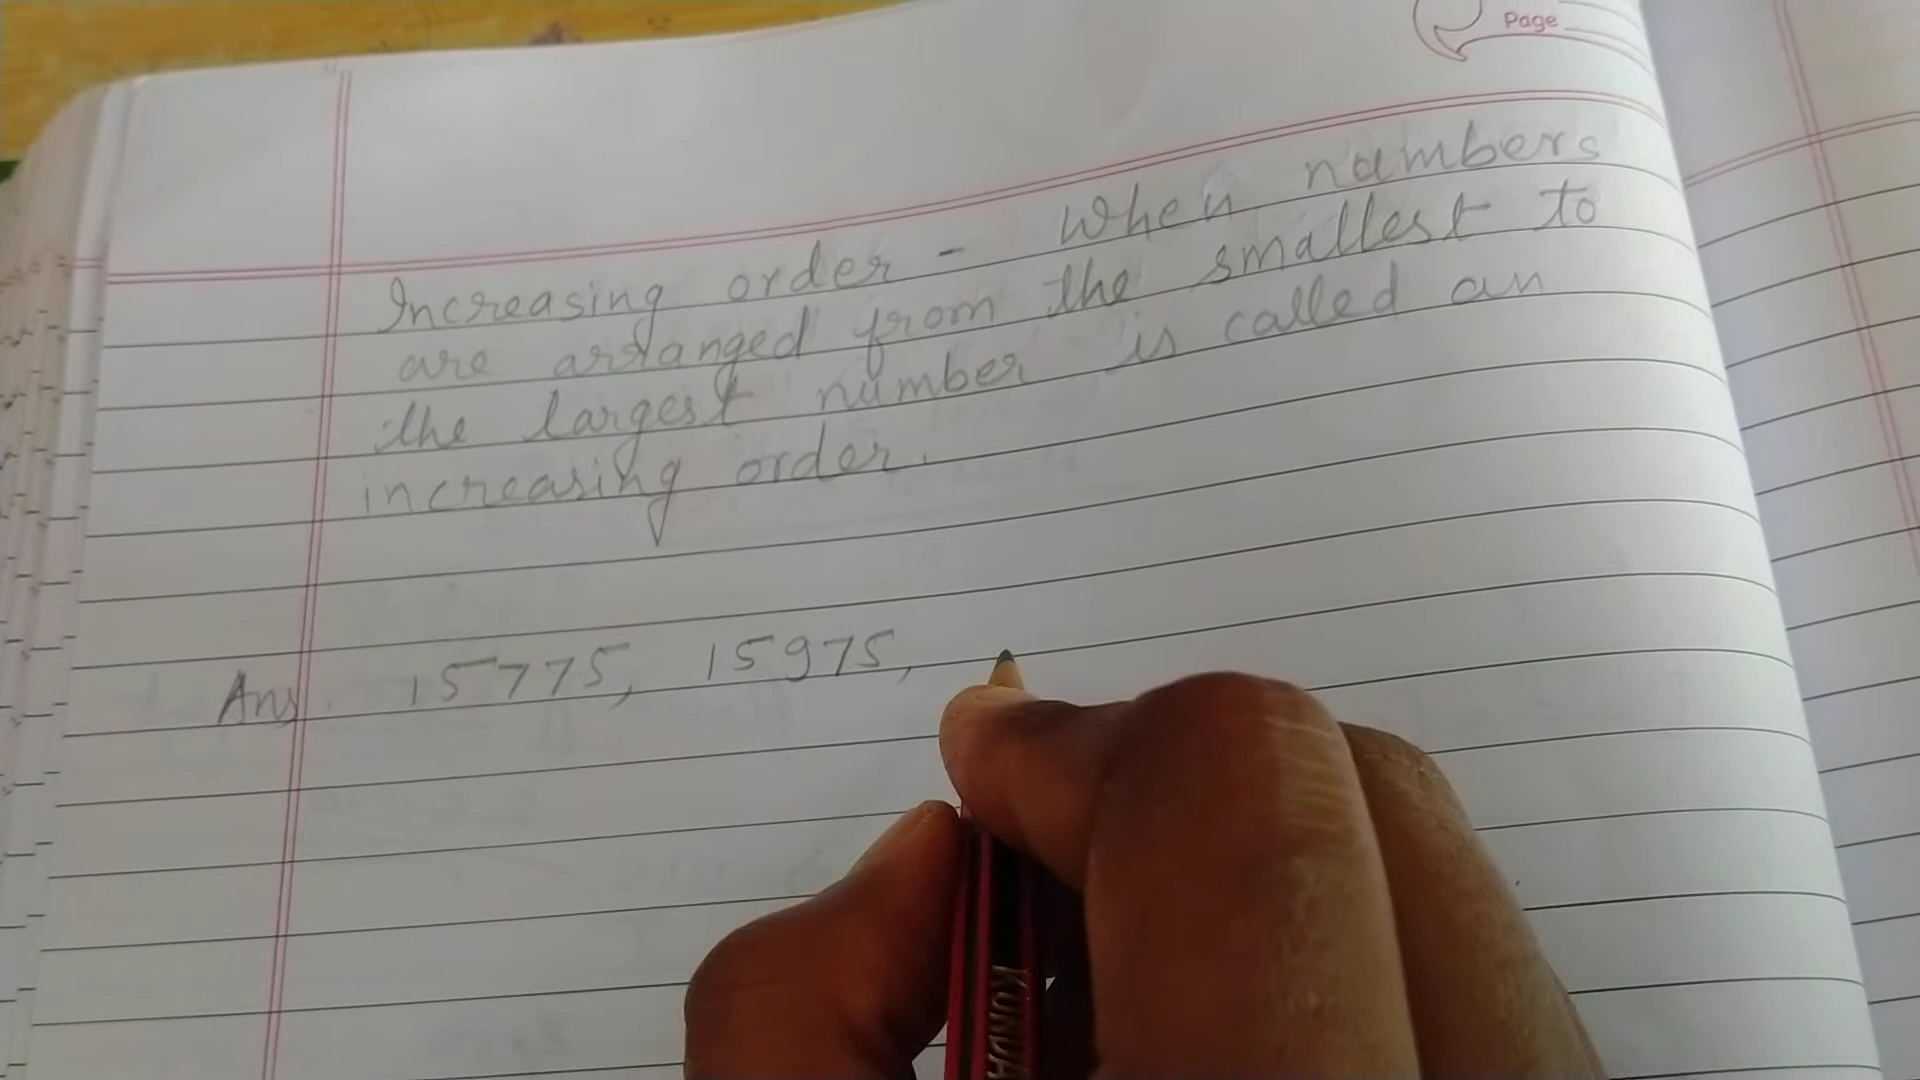 Page
Increasing order - When numbers
are arranged from the smallest to
the largest number is called an
increasing order.
Ans. 15775, 15975,
KUNDA